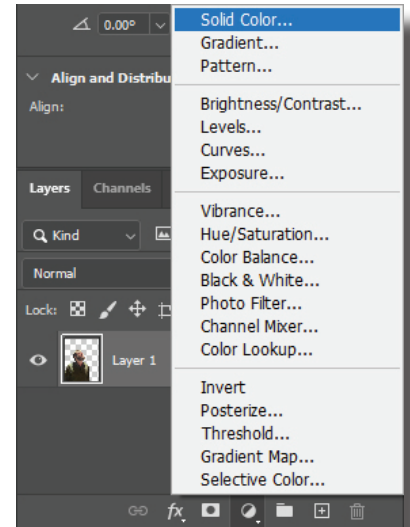 0.00°
Align and Distribu
Align:
Layers Channels
Kind
Normal
Lock:
Layer 1
fx
Solid Color...
Gradient...
Pattern...
Brightness/Contrast...
Levels...
Curves...
Exposure...
Vibrance...
Hue/Saturation...
Color Balance...
Black & White...
Photo Filter...
Channel Mixer...
Color Lookup...
Invert
Posterize...
Threshold...
Gradient Map...
Selective Color...